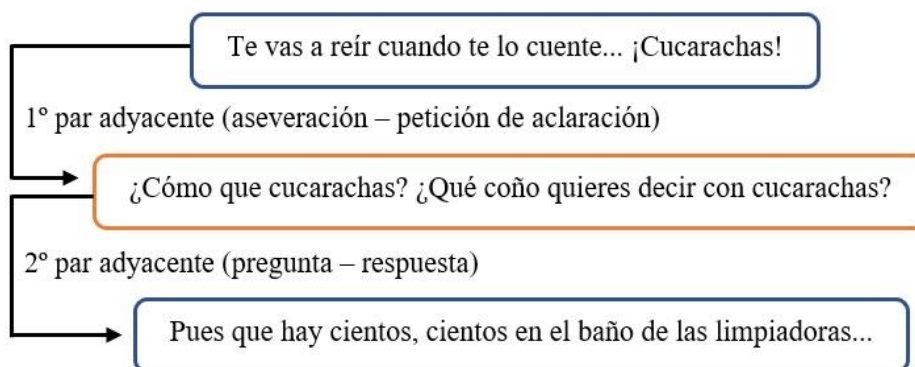 Te vas a reír cuando te lo cuente... ¡Cucarachas!
1º par adyacente (aseveración – petición de aclaración)
¿Cómo que cucarachas? ¿Qué coño quieres decir con cucarachas?
2º par adyacente (pregunta – respuesta)
Pues que hay cientos, cientos en el baño de las limpiadoras...